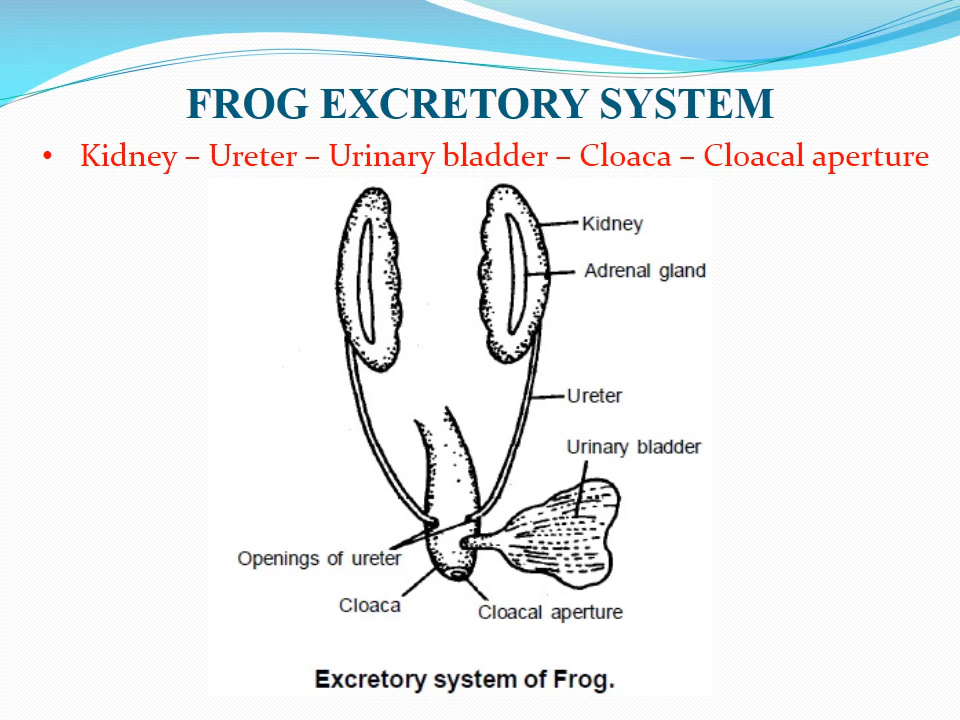 FROG EXCRETORY SYSTEM
• Kidney – Ureter – Urinary bladder – Cloaca – Cloacal aperture
Kidney
Adrenal gland
Ureter
Urinary bladder
Openings of ureter
Cloaca
Cloacal aperture
Excretory system of Frog.